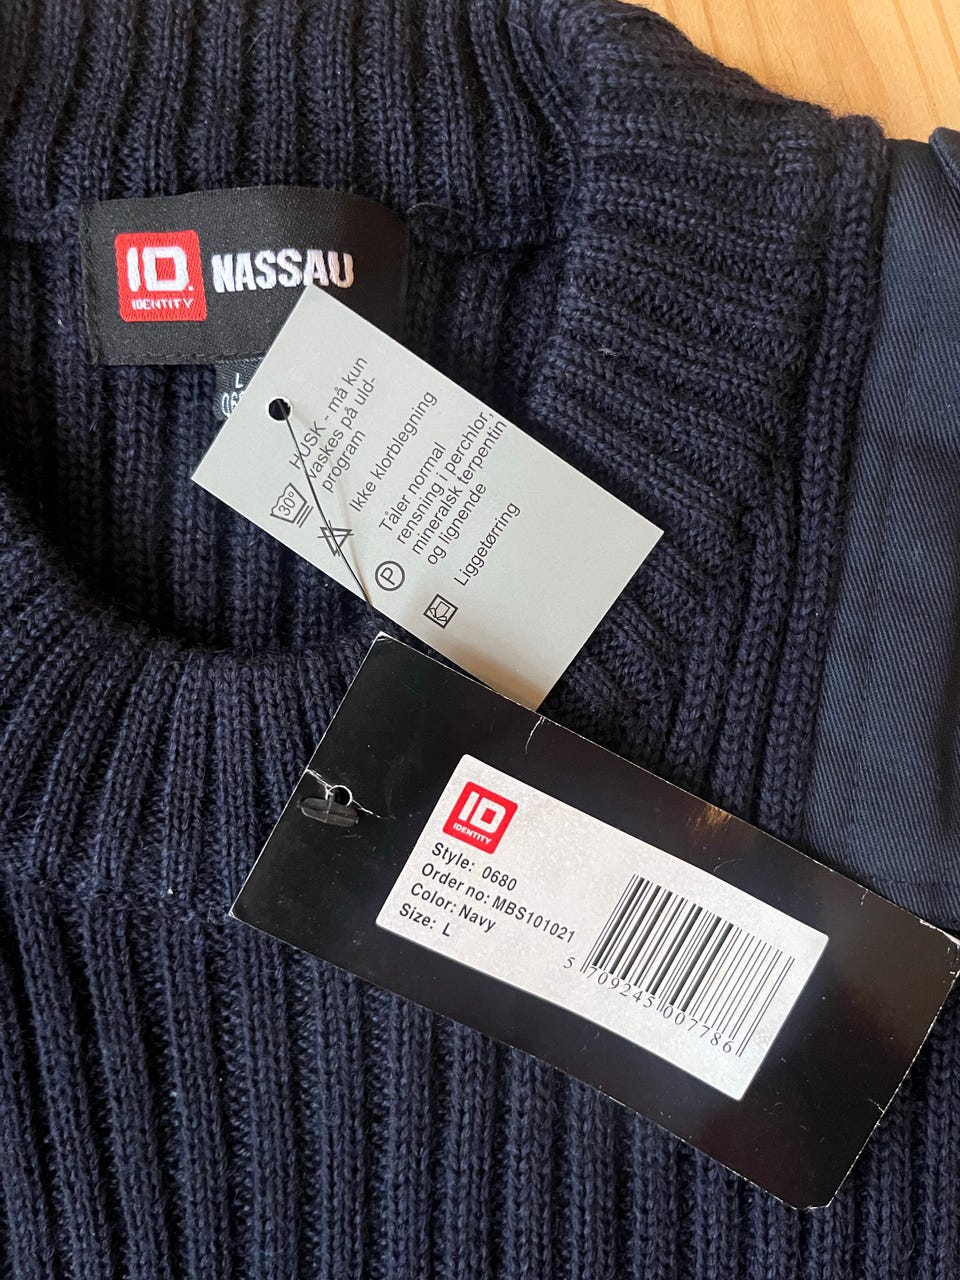 ID.
IDENTITY
NASSAU
L
HUSK - må kun
vaskes på uld-
program
30°
Ikke klorblegning
Tåler normal
rensning i perchlor,
mineralsk terpentin
og lignende
P
Liggetørring
ID
IDENTITY
Style: 0680
Order no: MBS101021
Color: Navy
Size: L
5 709245 007786